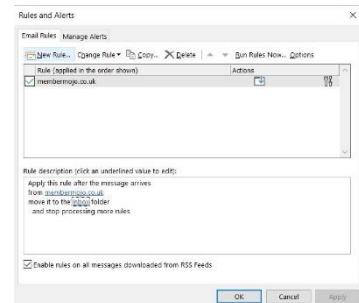 Rules and Alerts
Email Rules Manage Alerts
New Rule... Change Rule Copy... Delete Run Rules Now... Options
Rule (applied in the order shown) Actions
membermojo.co.uk
Rule description (click an underlined value to edit):
Apply this rule after the message arrives
from membermojo.co.uk
move it to the inbox folder
and stop processing more rules
Enable rules on all messages downloaded from RSS Feeds
OK Cancel Apply